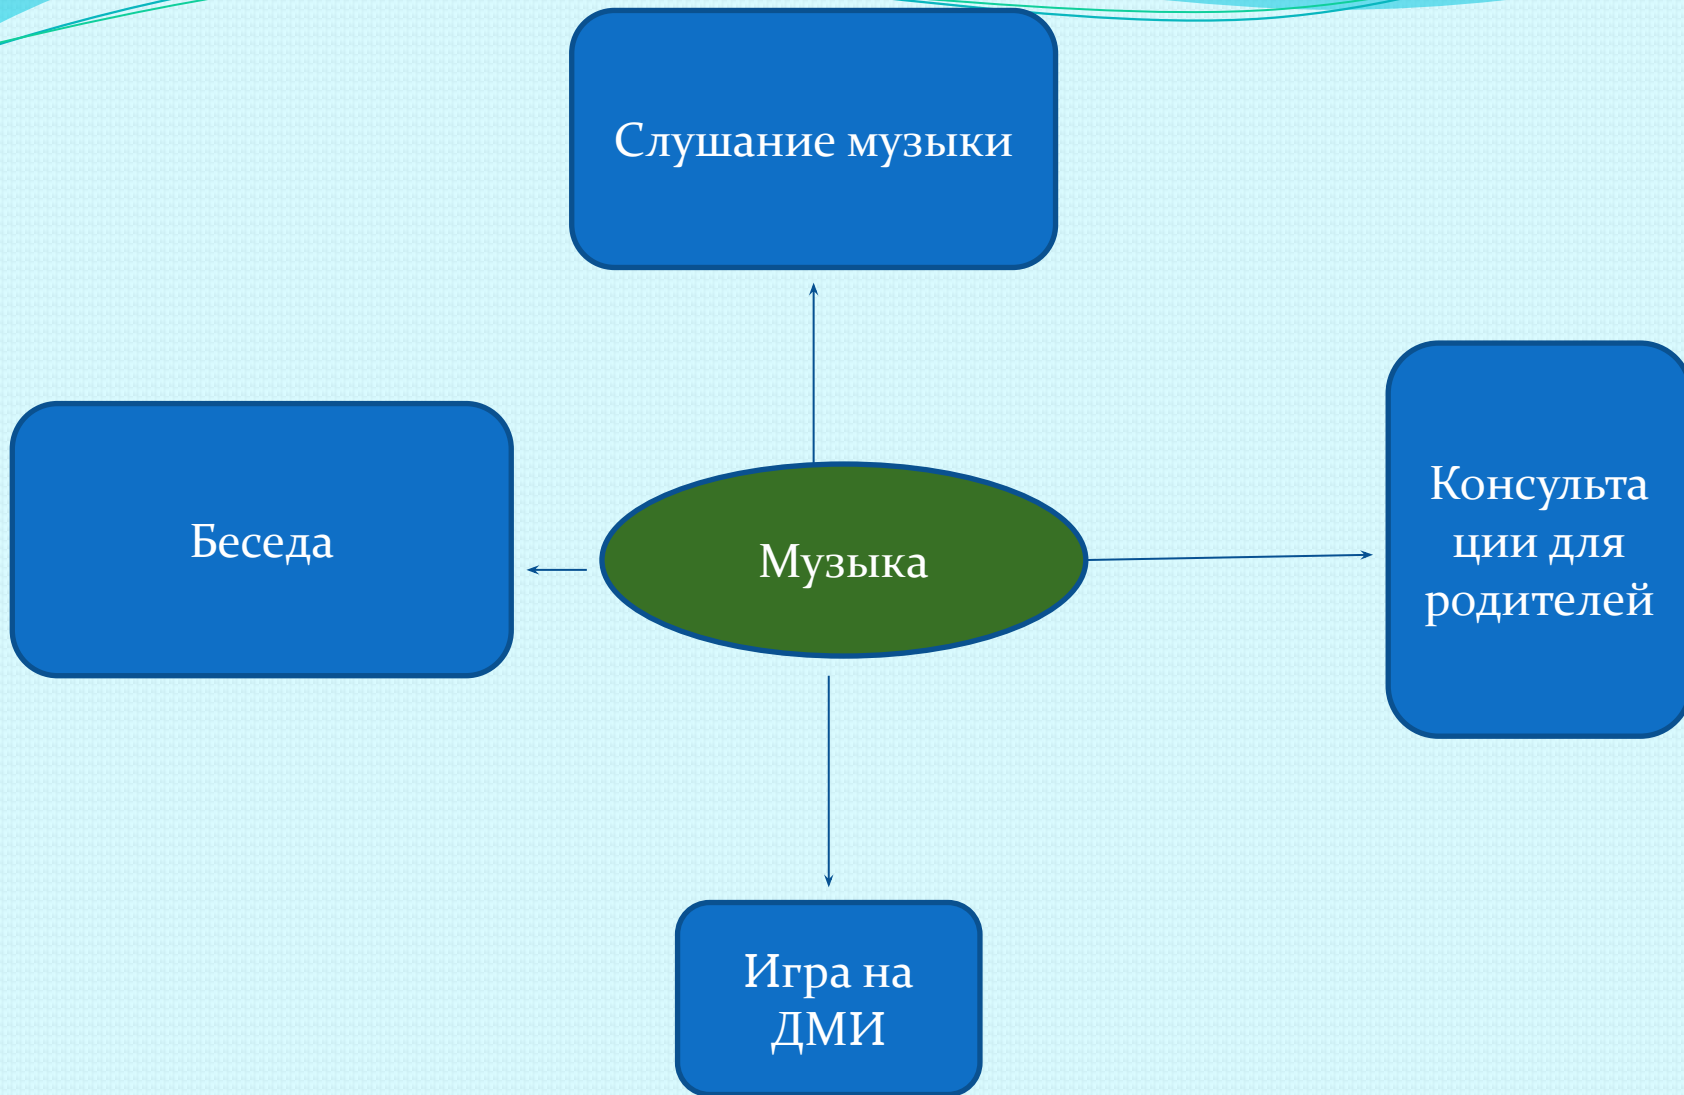 Слушание музыки
Беседа
Музыка
Консульта
ции для
родителей
Игра на
ДМИ